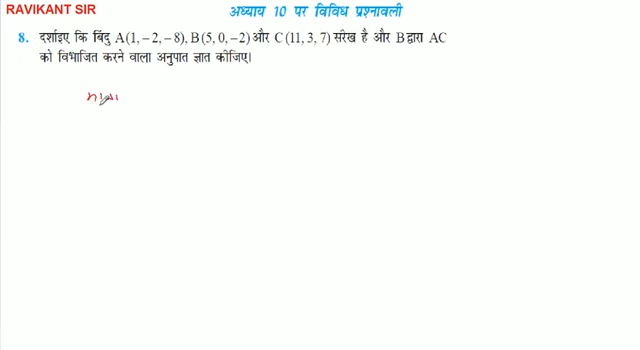 RAVIKANT SIR
अध्याय 10 पर विविध प्रश्नावली
8. दर्शाइए कि बिंदु A(1, −2, −8), B(5, 0, −2) और C(11, 3, 7) संरेख है और B द्वारा AC
को विभाजित करने वाला अनुपात ज्ञात कीजिए।